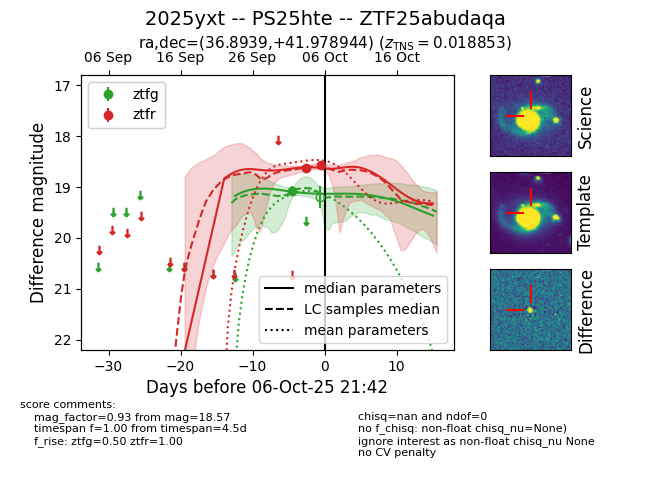 2025yxt -- PS25hte -- ZTF25abudaqa
ra,dec=(36.8939,+41.978944) (zTNS = 0.018853)
06 Sep 16 Sep 26 Sep 06 Oct 16 Oct
ztfg
ztfr
17
18
19
20
21
22
Difference magnitude
median parameters
LC samples median
mean parameters
−30 −20 −10 0 10
Days before 06-Oct-25 21:42
Science
Template
Difference
score comments:
mag_factor=0.93 from mag=18.57
timespan f=1.00 from timespan=4.5d
f_rise: ztfg=0.50 ztfr=1.00
chisq=nan and ndof=0
no f_chisq: non-float chisq_nu=None)
ignore interest as non-float chisq_nu None
no CV penalty